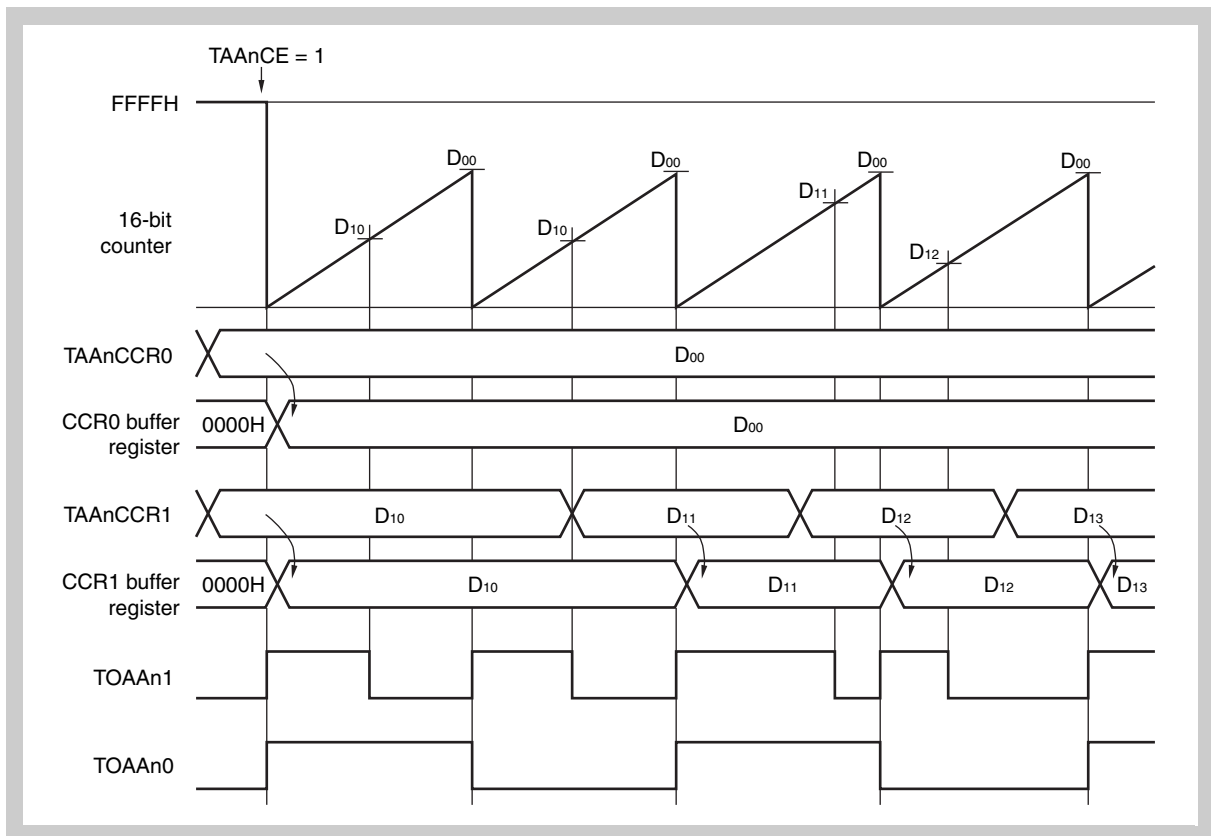 TAAnCE = 1
FFFFH
D00 D00 D00 D00
D11
D10 D10
16-bit
counter
D12
TAAnCCR0 D00
CCR0 buffer
register
0000H D00
TAAnCCR1 D10 D11 D12 D13
CCR1 buffer
register
0000H D10 D11 D12 D13
TOAAn1
TOAAn0